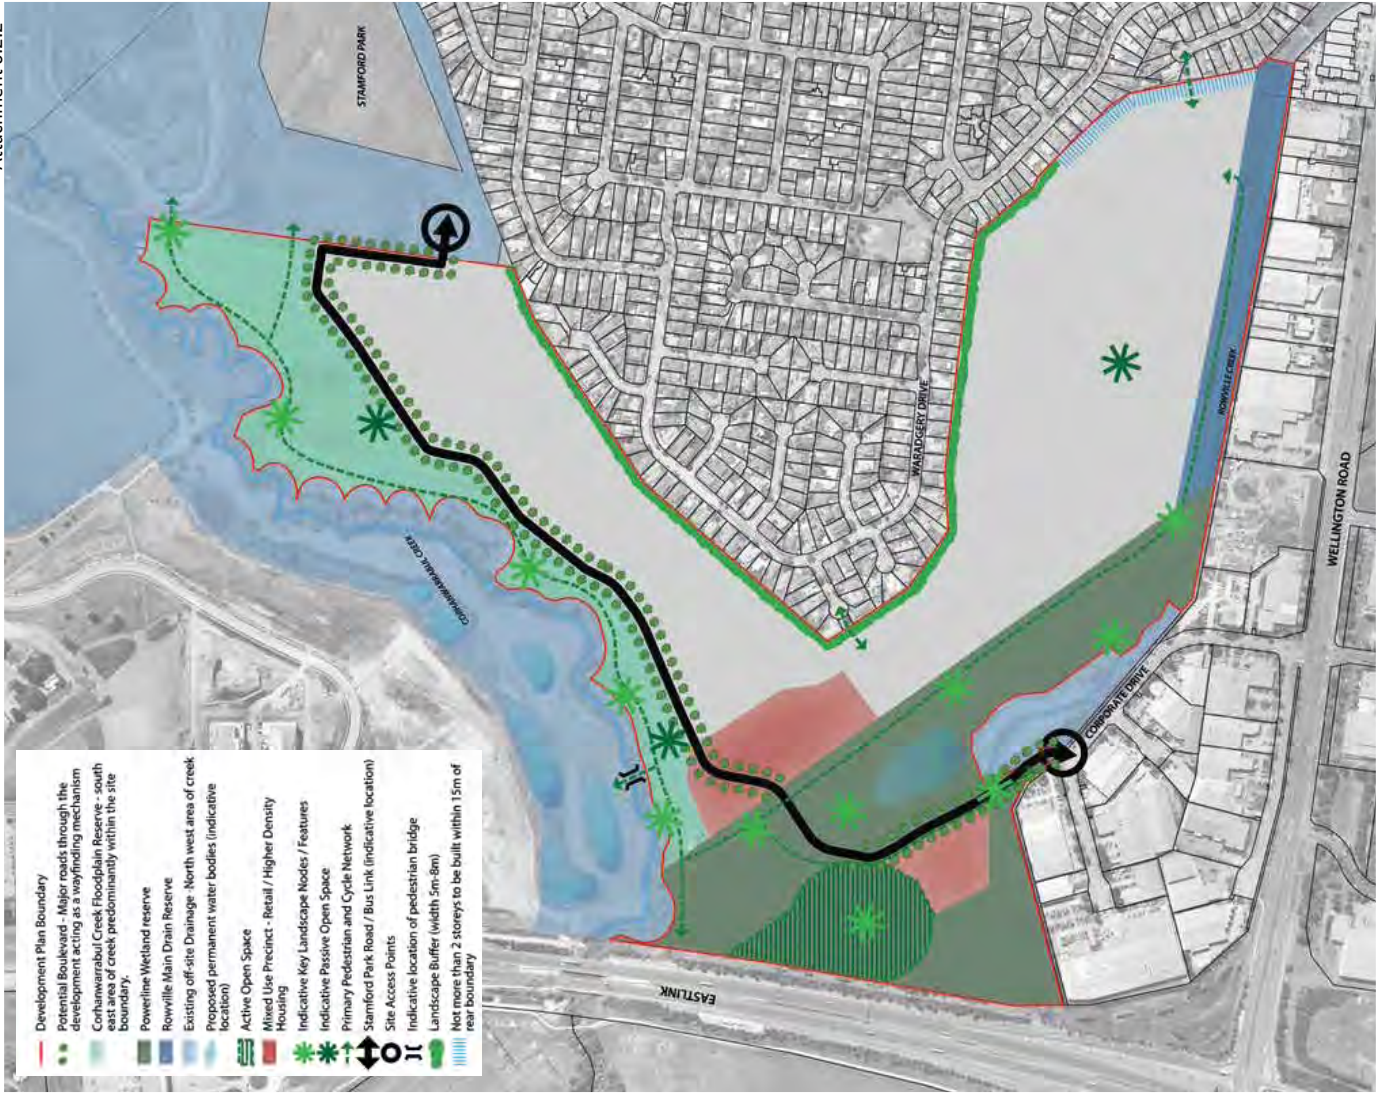 Attachment 6.2.2
STAMFORD PARK
CORHANWARRABUL CREEK
WARADGERY DRIVE
ROWVILLE CREEK
WELLINGTON ROAD
CORPORATE DRIVE
EASTLINK
Development Plan Boundary
Potential Boulevard - Major roads through the
development acting as a wayfinding mechanism
Corhanwarrabul Creek Floodplain Reserve - south
east area of creek predominantly within the site
boundary.
Powerline Wetland reserve
Rowville Main Drain Reserve
Existing off-site Drainage -North west area of creek
Proposed permanent water bodies (indicative
location)
Active Open Space
Mixed Use Precinct - Retail / Higher Density
Housing
Indicative Key Landscape Nodes / Features
Indicative Passive Open Space
Primary Pedestrian and Cycle Network
Stamford Park Road / Bus Link (indicative location)
Site Access Points
Indicative location of pedestrian bridge
Landscape Buffer (width 5m-8m)
Not more than 2 storeys to be built within 15m of
rear boundary